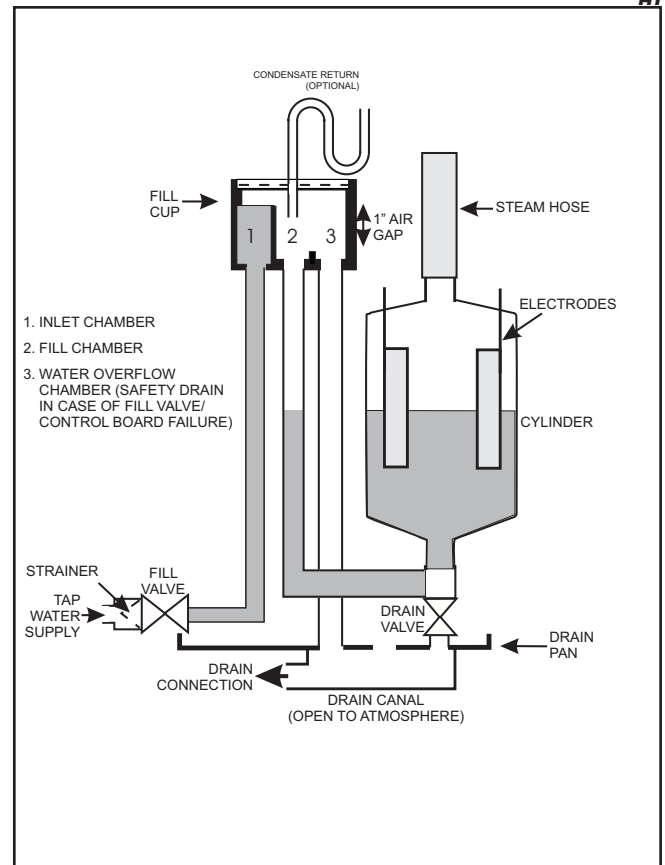 CONDENSATE RETURN
(OPTIONAL)
FILL
CUP
1
2
3
1" AIR
GAP
STEAM HOSE
ELECTRODES
1. INLET CHAMBER
2. FILL CHAMBER
3. WATER OVERFLOW
CHAMBER (SAFETY DRAIN
IN CASE OF FILL VALVE/
CONTROL BOARD FAILURE)
CYLINDER
STRAINER
FILL
VALVE
TAP
WATER
SUPPLY
DRAIN
VALVE
DRAIN
PAN
DRAIN
CONNECTION
DRAIN CANAL
(OPEN TO ATMOSPHERE)